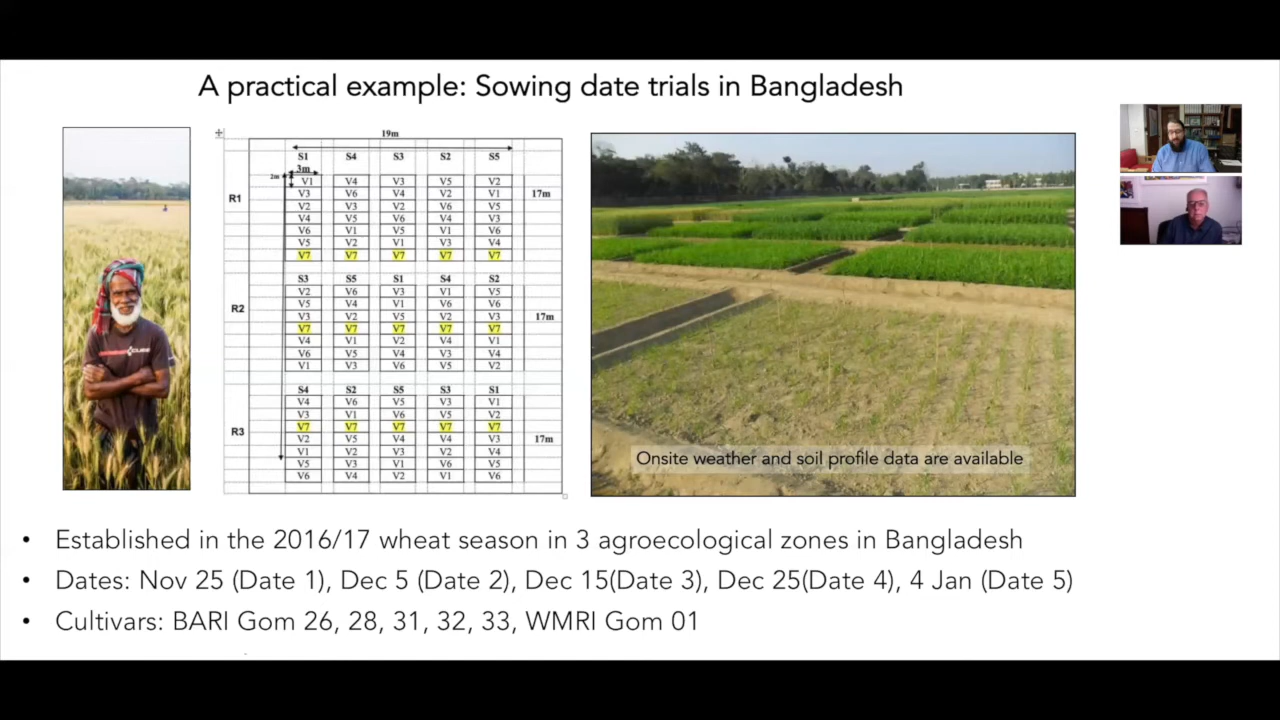 A practical example: Sowing date trials in Bangladesh
19m
S1 S4 S3 S2 S5
3m
2m
R1
17m
V1 V4 V3 V5 V2
V3 V6 V4 V2 V1
V2 V3 V2 V6 V5
V4 V5 V6 V4 V3
V6 V1 V5 V1 V6
V5 V2 V1 V3 V4
V7 V7 V7 V7 V7
S3 S5 S1 S4 S2
R2
17m
V2 V6 V3 V1 V5
V5 V4 V1 V6 V6
V3 V2 V5 V2 V3
V7 V7 V7 V7 V7
V4 V1 V2 V4 V1
V6 V5 V4 V3 V4
V1 V3 V6 V5 V2
S4 S2 S5 S3 S1
R3
17m
V4 V6 V5 V3 V1
V3 V1 V6 V5 V2
V7 V7 V7 V7 V7
V2 V5 V4 V4 V3
V1 V2 V3 V2 V4
V5 V3 V1 V6 V5
V6 V4 V2 V1 V6
Onsite weather and soil profile data are available
• Established in the 2016/17 wheat season in 3 agroecological zones in Bangladesh
• Dates: Nov 25 (Date 1), Dec 5 (Date 2), Dec 15(Date 3), Dec 25(Date 4), 4 Jan (Date 5)
• Cultivars: BARI Gom 26, 28, 31, 32, 33, WMRI Gom 01